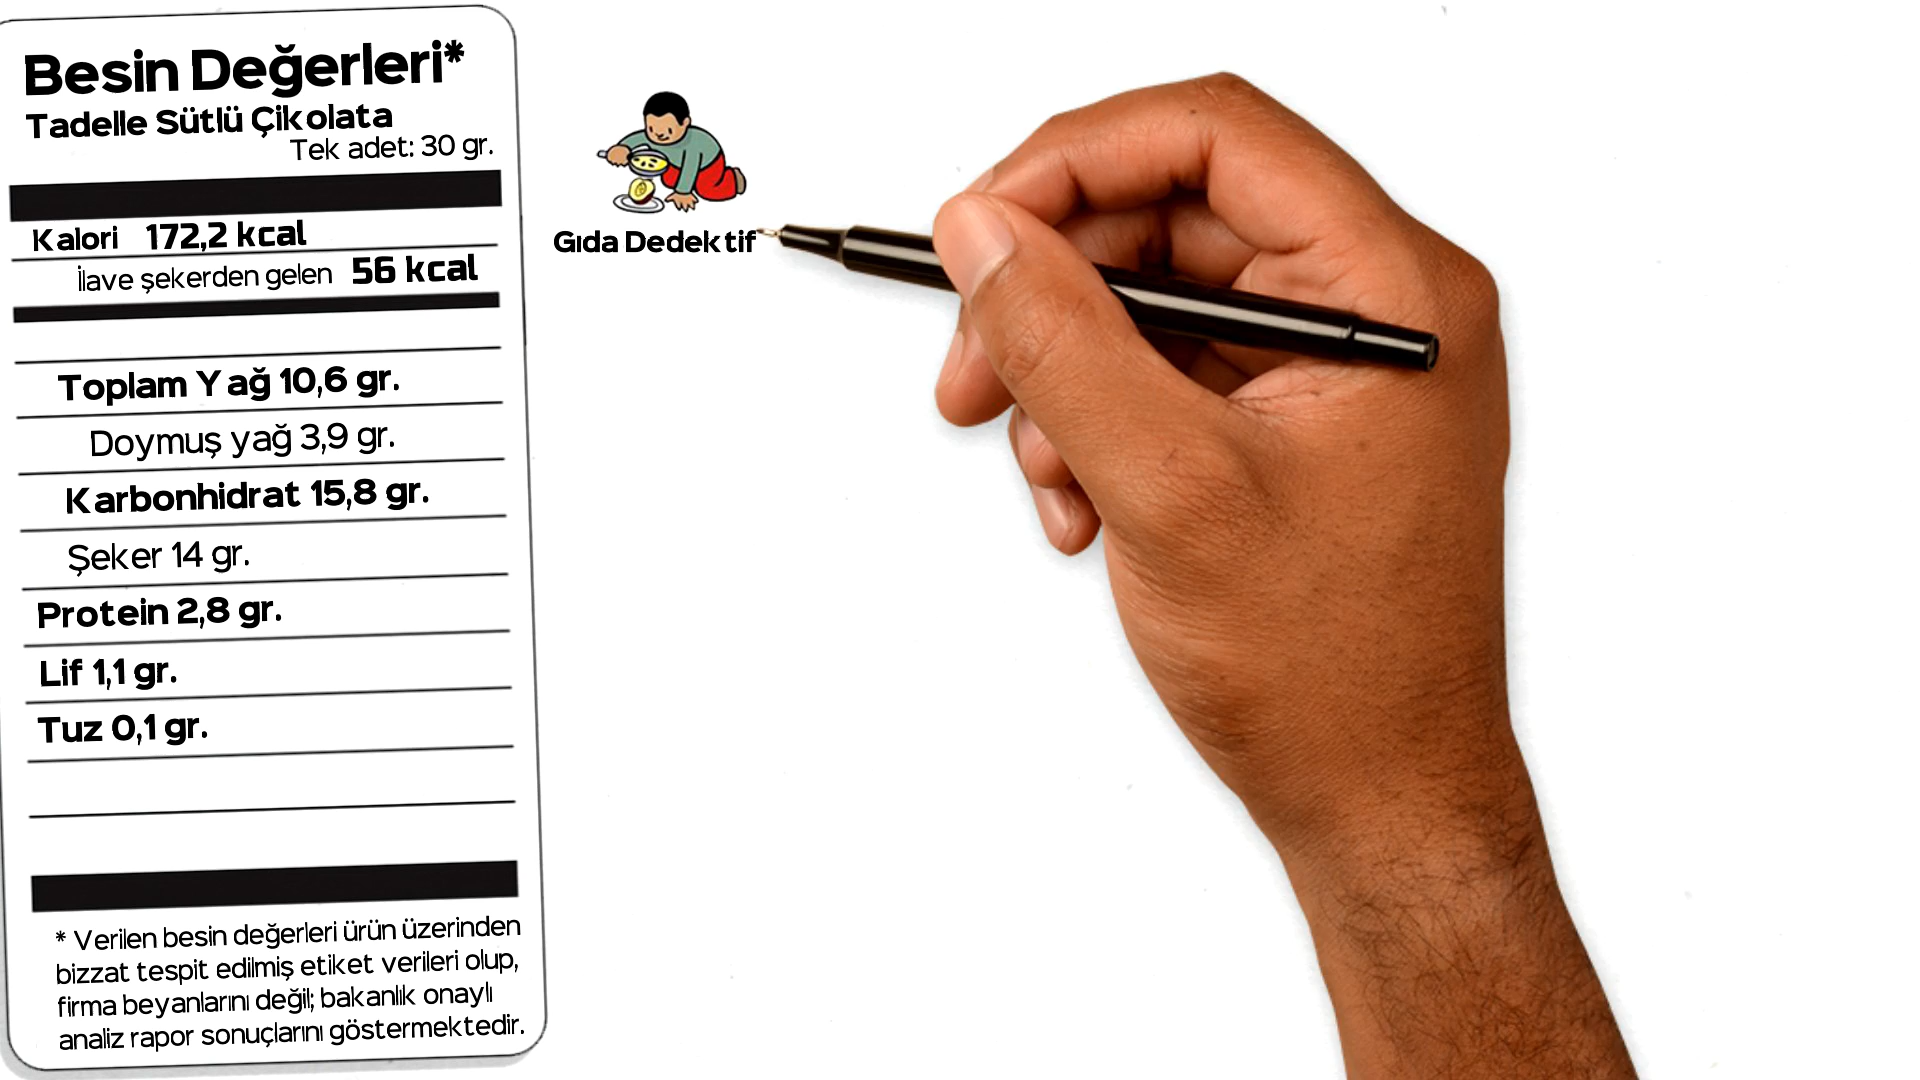 Besin Değerleri*
Tadelle Sütlü Çikolata
Tek adet: 30 gr.
Kalori 172,2 kcal
İlave şekerden gelen 56 kcal
Toplam Yağ 10,6 gr.
Doymuş yağ 3,9 gr.
Karbonhidrat 15,8 gr.
Şeker 14 gr.
Protein 2,8 gr.
Lif 1,1 gr.
Tuz 0,1 gr.
* Verilen besin değerleri ürün üzerinden
bizzat tespit edilmiş etiket verileri olup,
firma beyanlarını değil; bakanlık onaylı
analiz rapor sonuçlarını göstermektedir.
Gıda Dedektif